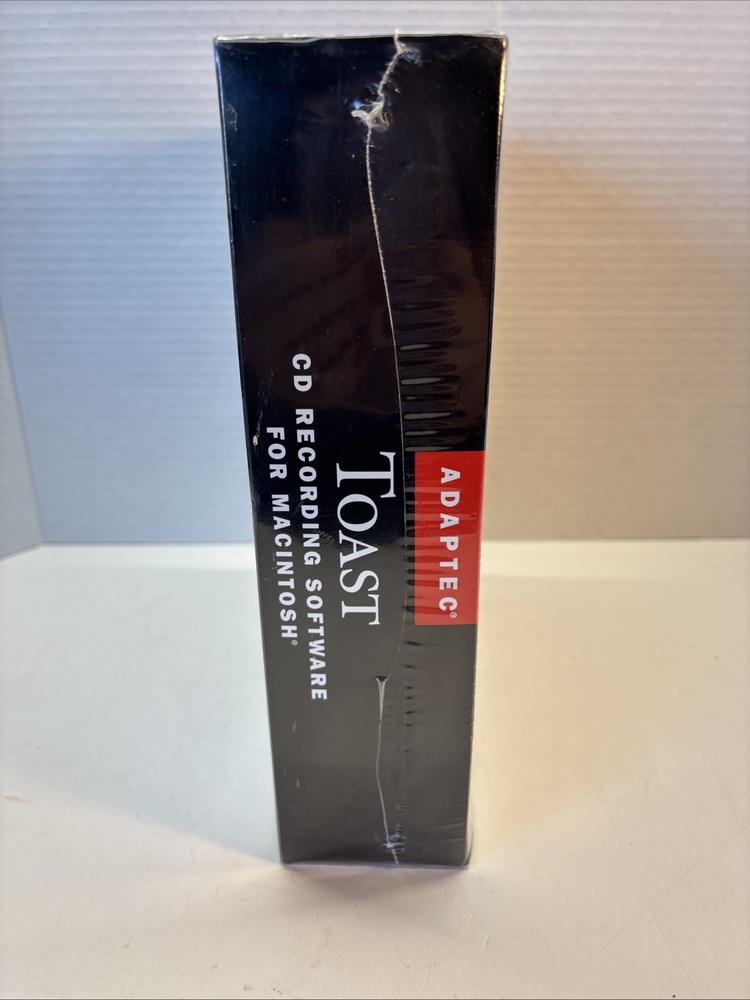 ADAPTEC®
TOAST
CD RECORDING SOFTWARE
FOR MACINTOSH®